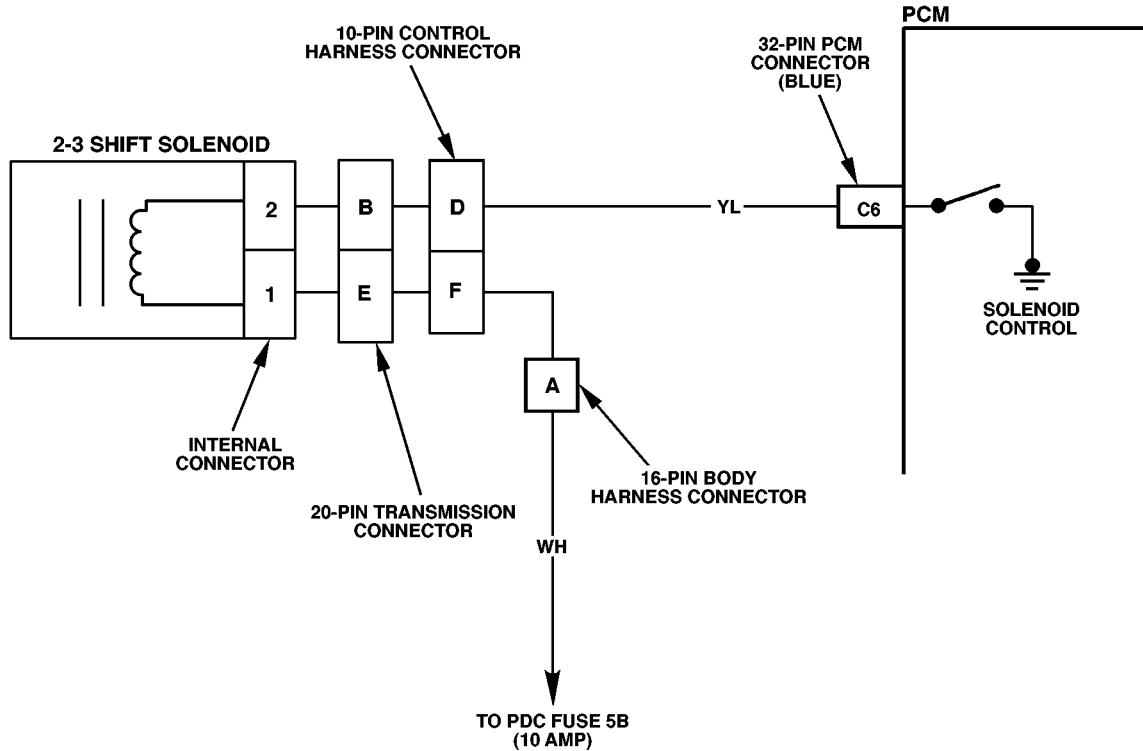 PCM
10-PIN CONTROL
HARNESS CONNECTOR
32-PIN PCM
CONNECTOR
(BLUE)
2-3 SHIFT SOLENOID
2
B
D
YL
C6
1
E
F
SOLENOID
CONTROL
A
INTERNAL
CONNECTOR
16-PIN BODY
HARNESS CONNECTOR
20-PIN TRANSMISSION
CONNECTOR
WH
TO PDC FUSE 5B
(10 AMP)